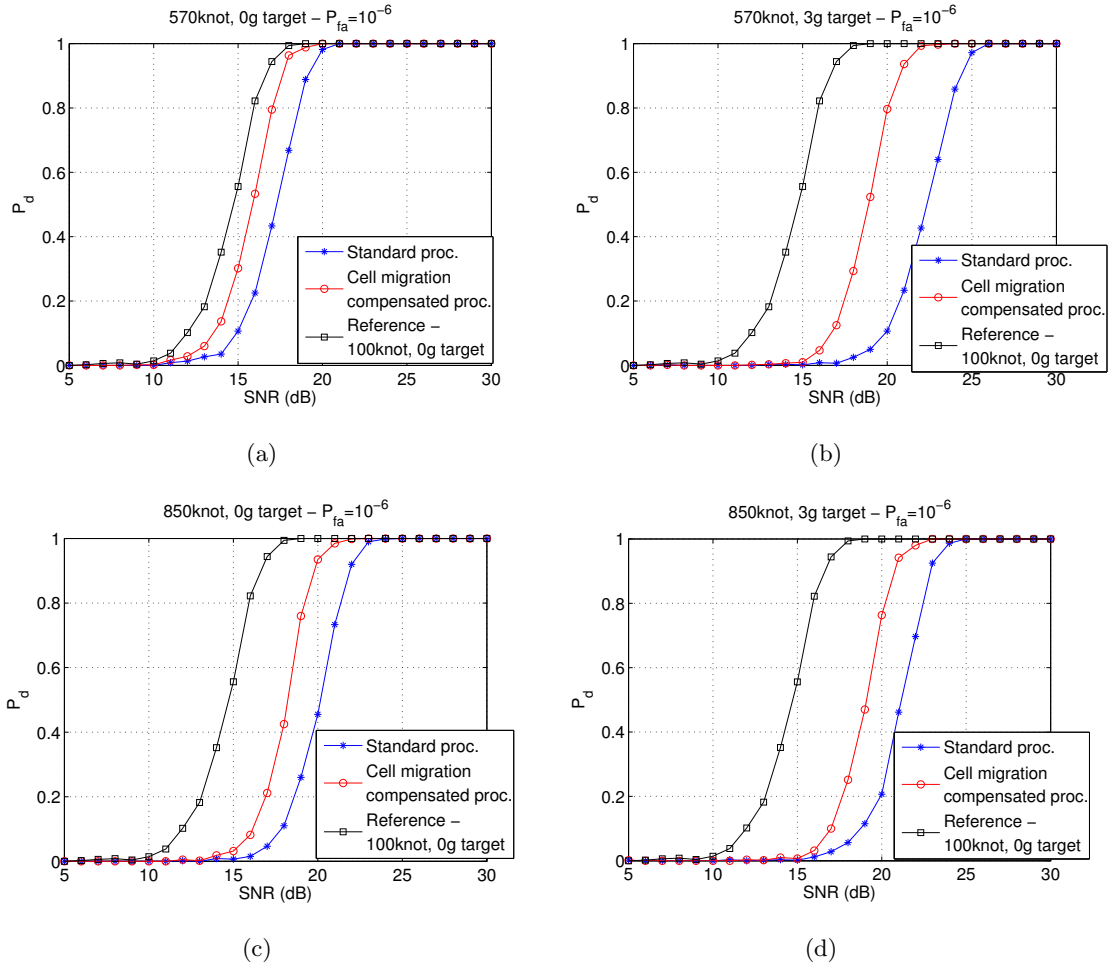 570knot, 0g target − P_fa=10^−6
1
0.8
0.6
0.4
0.2
0
P_d
5 10 15 20 25 30
SNR (dB)
Standard proc.
Cell migration
compensated proc.
Reference −
100knot, 0g target
(a)
570knot, 3g target − P_fa=10^−6
1
0.8
0.6
0.4
0.2
0
P_d
5 10 15 20 25 30
SNR (dB)
Standard proc.
Cell migration
compensated proc.
Reference −
100knot, 0g target
(b)
850knot, 0g target − P_fa=10^−6
1
0.8
0.6
0.4
0.2
0
P_d
5 10 15 20 25 30
SNR (dB)
Standard proc.
Cell migration
compensated proc.
Reference −
100knot, 0g target
(c)
850knot, 3g target − P_fa=10^−6
1
0.8
0.6
0.4
0.2
0
P_d
5 10 15 20 25 30
SNR (dB)
Standard proc.
Cell migration
compensated proc.
Reference −
100knot, 0g target
(d)